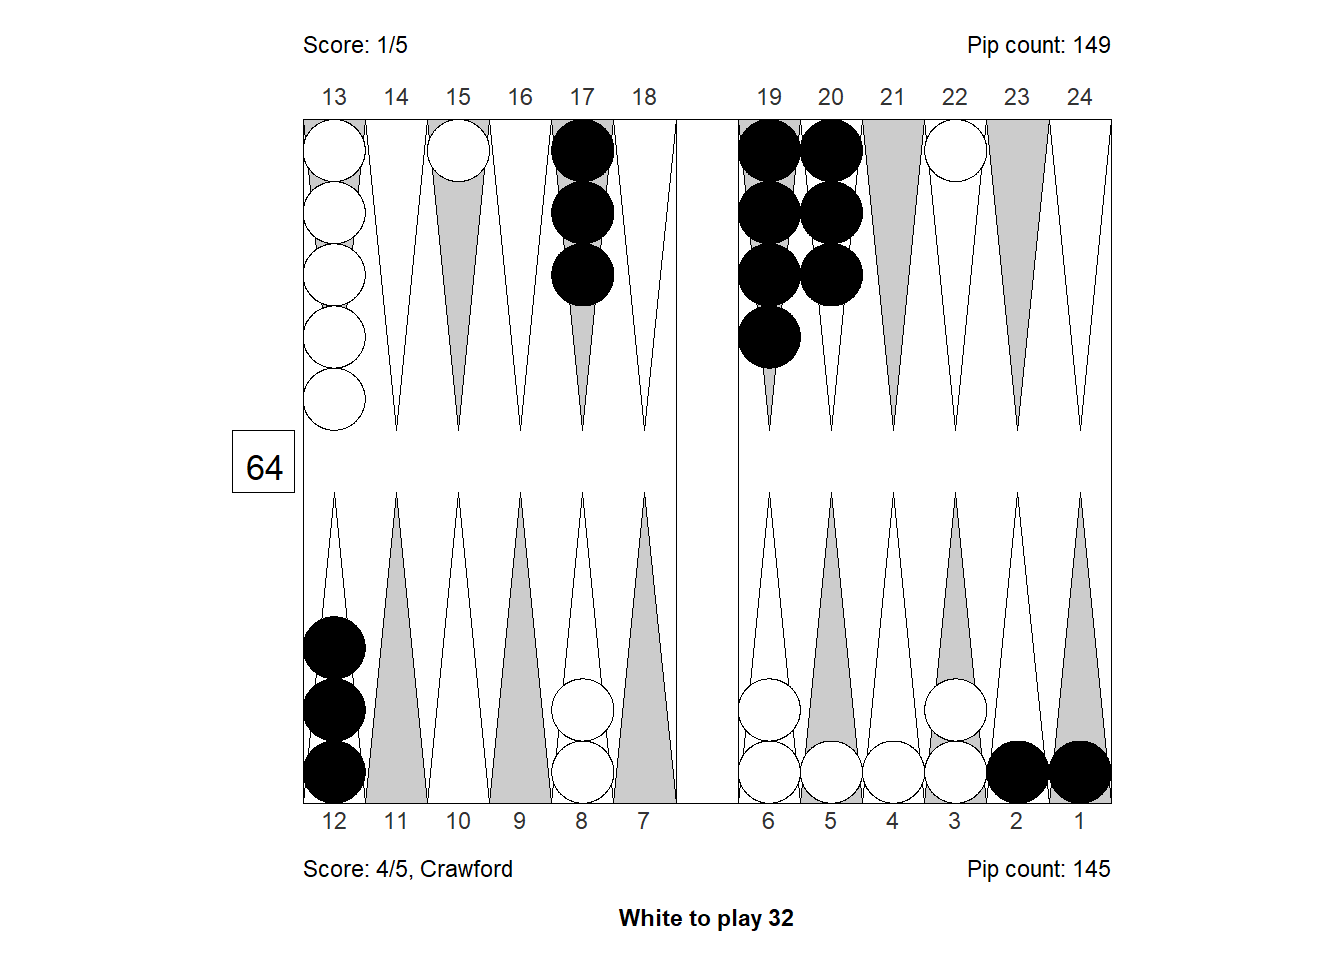 Score: 1/5 Pip count: 149
13 14 15 16 17 18 19 20 21 22 23 24
64
12 11 10 9 8 7 6 5 4 3 2 1
Score: 4/5, Crawford Pip count: 145
White to play 32